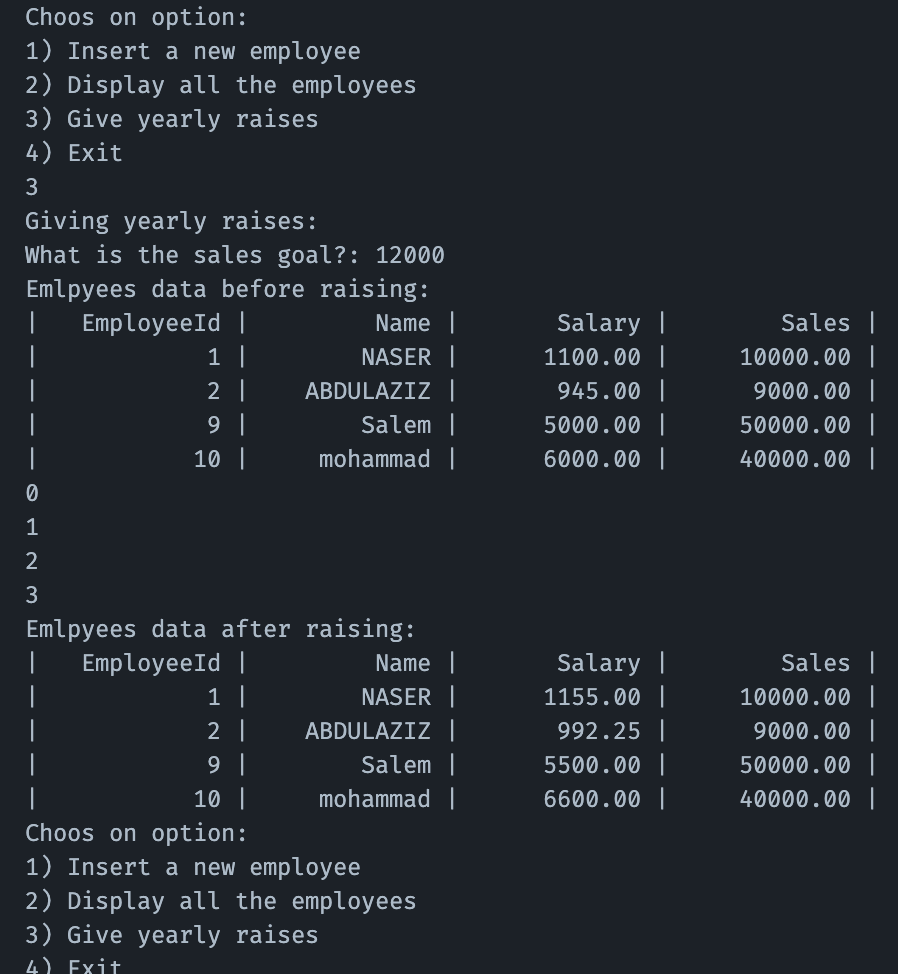 Choos on option:
1) Insert a new employee
2) Display all the employees
3) Give yearly raises
4) Exit
3
Giving yearly raises:
What is the sales goal?: 12000
Emlpyees data before raising:
|   EmployeeId |         Name |       Salary |        Sales |
|            1 |        NASER |      1100.00 |     10000.00 |
|            2 |    ABDULAZIZ |       945.00 |      9000.00 |
|            9 |        Salem |      5000.00 |     50000.00 |
|           10 |     mohammad |      6000.00 |     40000.00 |
0
1
2
3
Emlpyees data after raising:
|   EmployeeId |         Name |       Salary |        Sales |
|            1 |        NASER |      1155.00 |     10000.00 |
|            2 |    ABDULAZIZ |       992.25 |      9000.00 |
|            9 |        Salem |      5500.00 |     50000.00 |
|           10 |     mohammad |      6600.00 |     40000.00 |
Choos on option:
1) Insert a new employee
2) Display all the employees
3) Give yearly raises
4) Exit